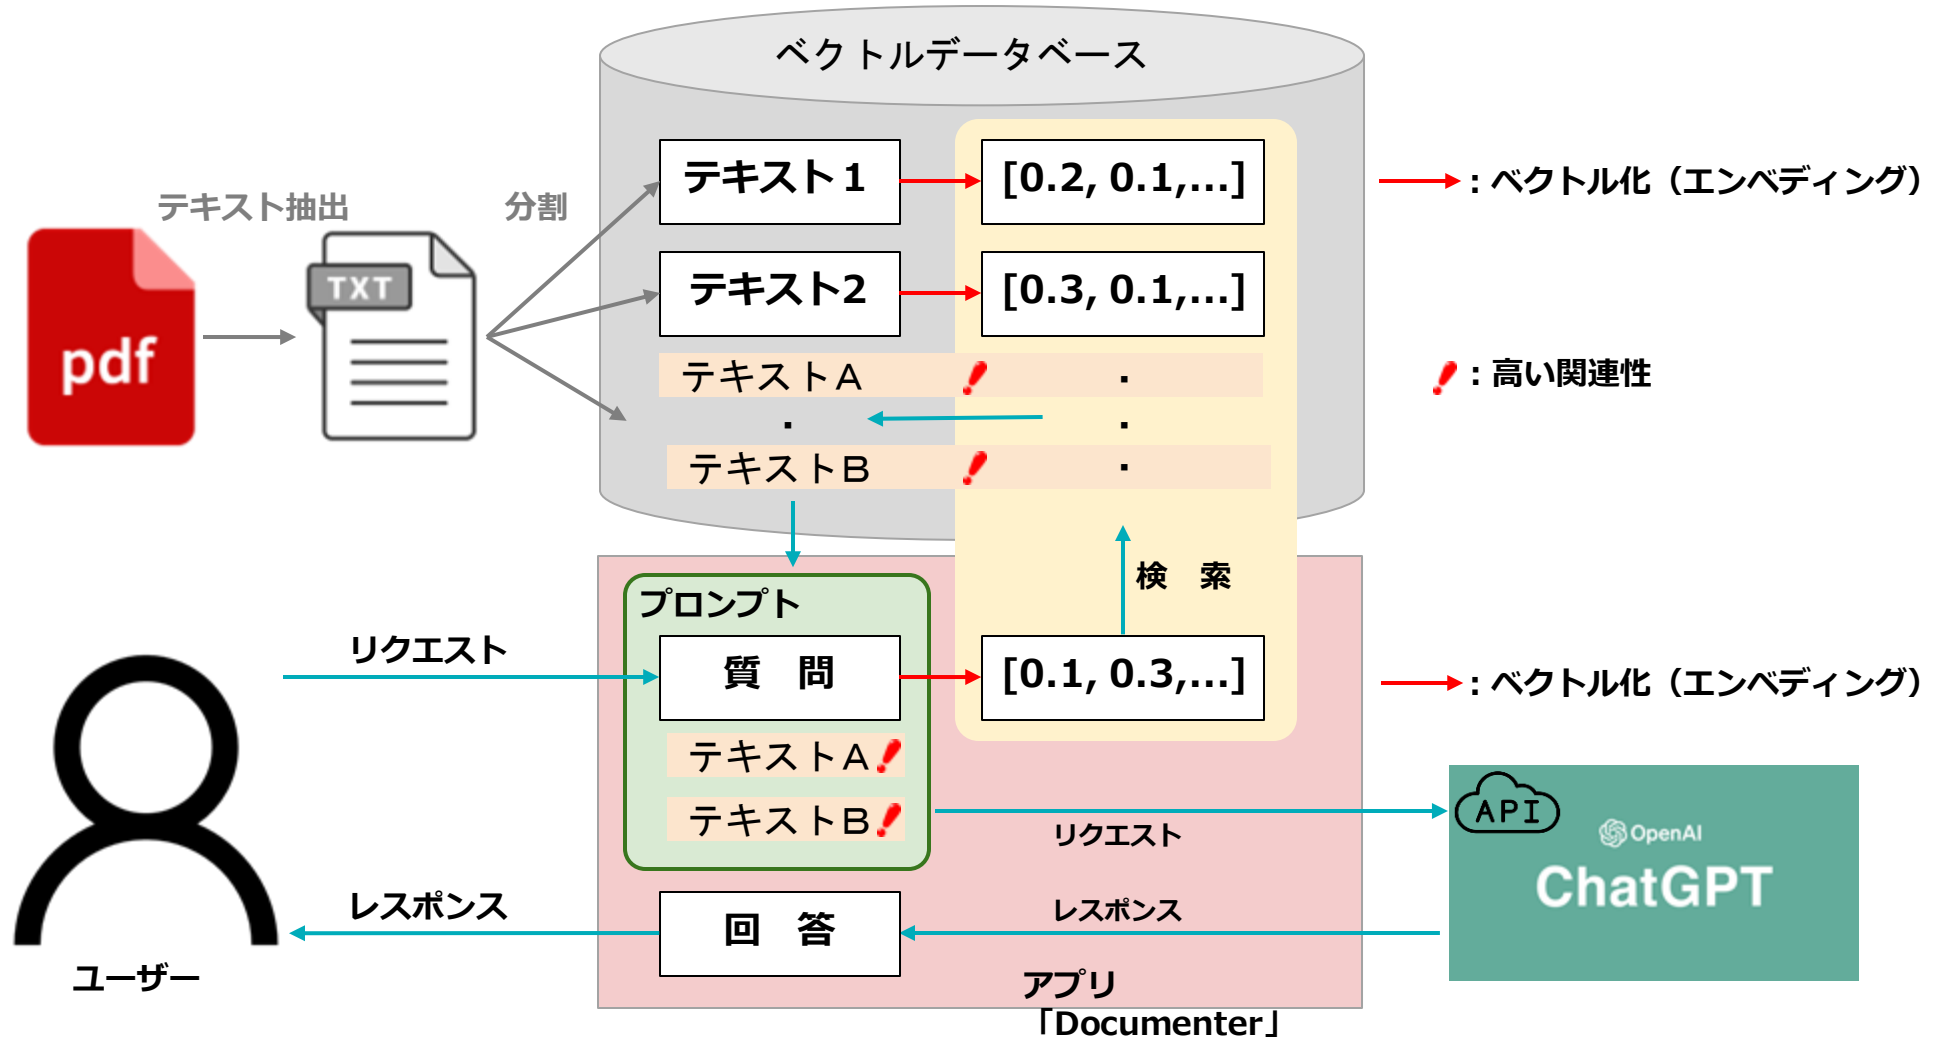 ベクトルデータベース
テキスト1
[0.2, 0.1,...]
：ベクトル化（エンベディング）
テキスト抽出
分割
pdf
TXT
テキスト2
[0.3, 0.1,...]
テキストA
・
：高い関連性
・
・
テキストB
・
検　索
プロンプト
リクエスト
質　問
[0.1, 0.3,...]
：ベクトル化（エンベディング）
テキストA
テキストB
リクエスト
API
OpenAI
ChatGPT
レスポンス
回　答
レスポンス
ユーザー
アプリ
「Documenter」